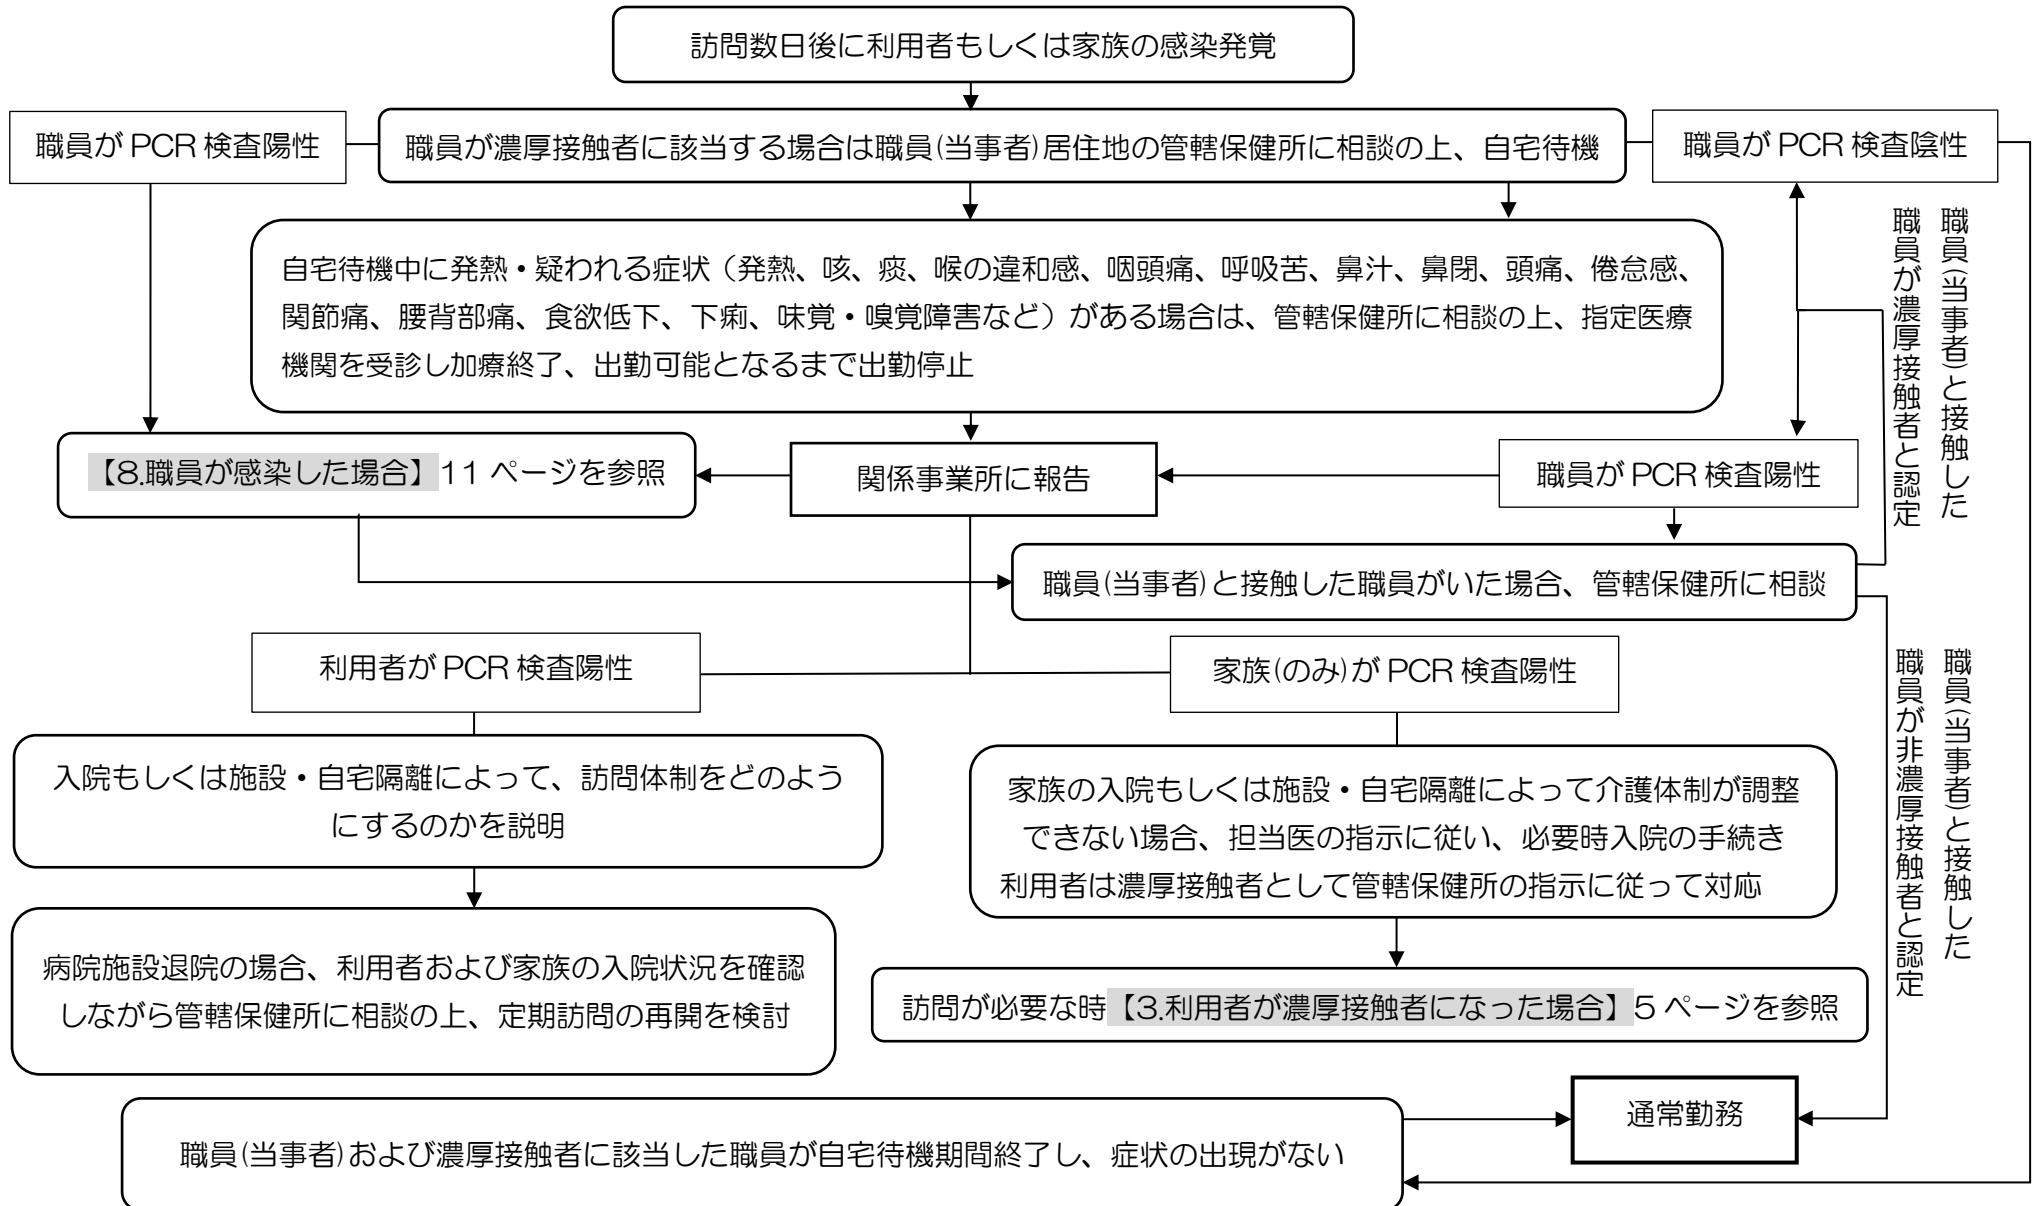 訪問数日後に利用者もしくは家族の感染発覚
職員が PCR 検査陽性
職員が濃厚接触者に該当する場合は職員(当事者)居住地の管轄保健所に相談の上、自宅待機
職員が PCR 検査陰性
自宅待機中に発熱・疑われる症状（発熱、咳、痰、喉の違和感、咽頭痛、呼吸苦、鼻汁、鼻閉、頭痛、倦怠感、
関節痛、腰背部痛、食欲低下、下痢、味覚・嗅覚障害など）がある場合は、管轄保健所に相談の上、指定医療
機関を受診し加療終了、出勤可能となるまで出勤停止
職員(当事者)と接触した
職員が濃厚接触者と認定
【8.職員が感染した場合】11 ページを参照
関係事業所に報告
職員が PCR 検査陽性
職員(当事者)と接触した職員がいた場合、管轄保健所に相談
利用者が PCR 検査陽性
家族(のみ)が PCR 検査陽性
職員(当事者)と接触した
職員が非濃厚接触者と認定
入院もしくは施設・自宅隔離によって、訪問体制をどのよう
にするのかを説明
家族の入院もしくは施設・自宅隔離によって介護体制が調整
できない場合、担当医の指示に従い、必要時入院の手続き
利用者は濃厚接触者として管轄保健所の指示に従って対応
病院施設退院の場合、利用者および家族の入院状況を確認
しながら管轄保健所に相談の上、定期訪問の再開を検討
訪問が必要な時【3.利用者が濃厚接触者になった場合】5 ページを参照
通常勤務
職員(当事者)および濃厚接触者に該当した職員が自宅待機期間終了し、症状の出現がない